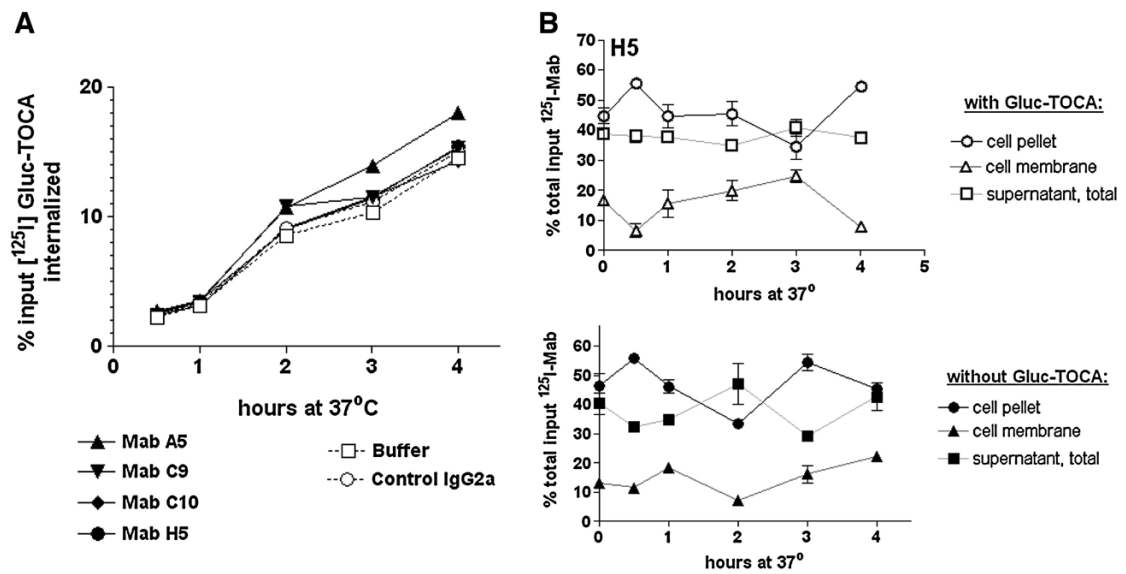 A
% input [¹²⁵I] Gluc-TOCA
internalized
20
10
0
0 1 2 3 4
hours at 37⁰C
Mab A5
Mab C9
Mab C10
Mab H5
Buffer
Control IgG2a
B
H5
% total input ¹²⁵I-Mab
70
60
50
40
30
20
10
0
0 1 2 3 4 5
hours at 37⁰
with Gluc-TOCA:
cell pellet
cell membrane
supernatant, total
% total input ¹²⁵I-Mab
60
50
40
30
20
10
0
0 1 2 3 4
hours at 37⁰
without Gluc-TOCA:
cell pellet
cell membrane
supernatant, total